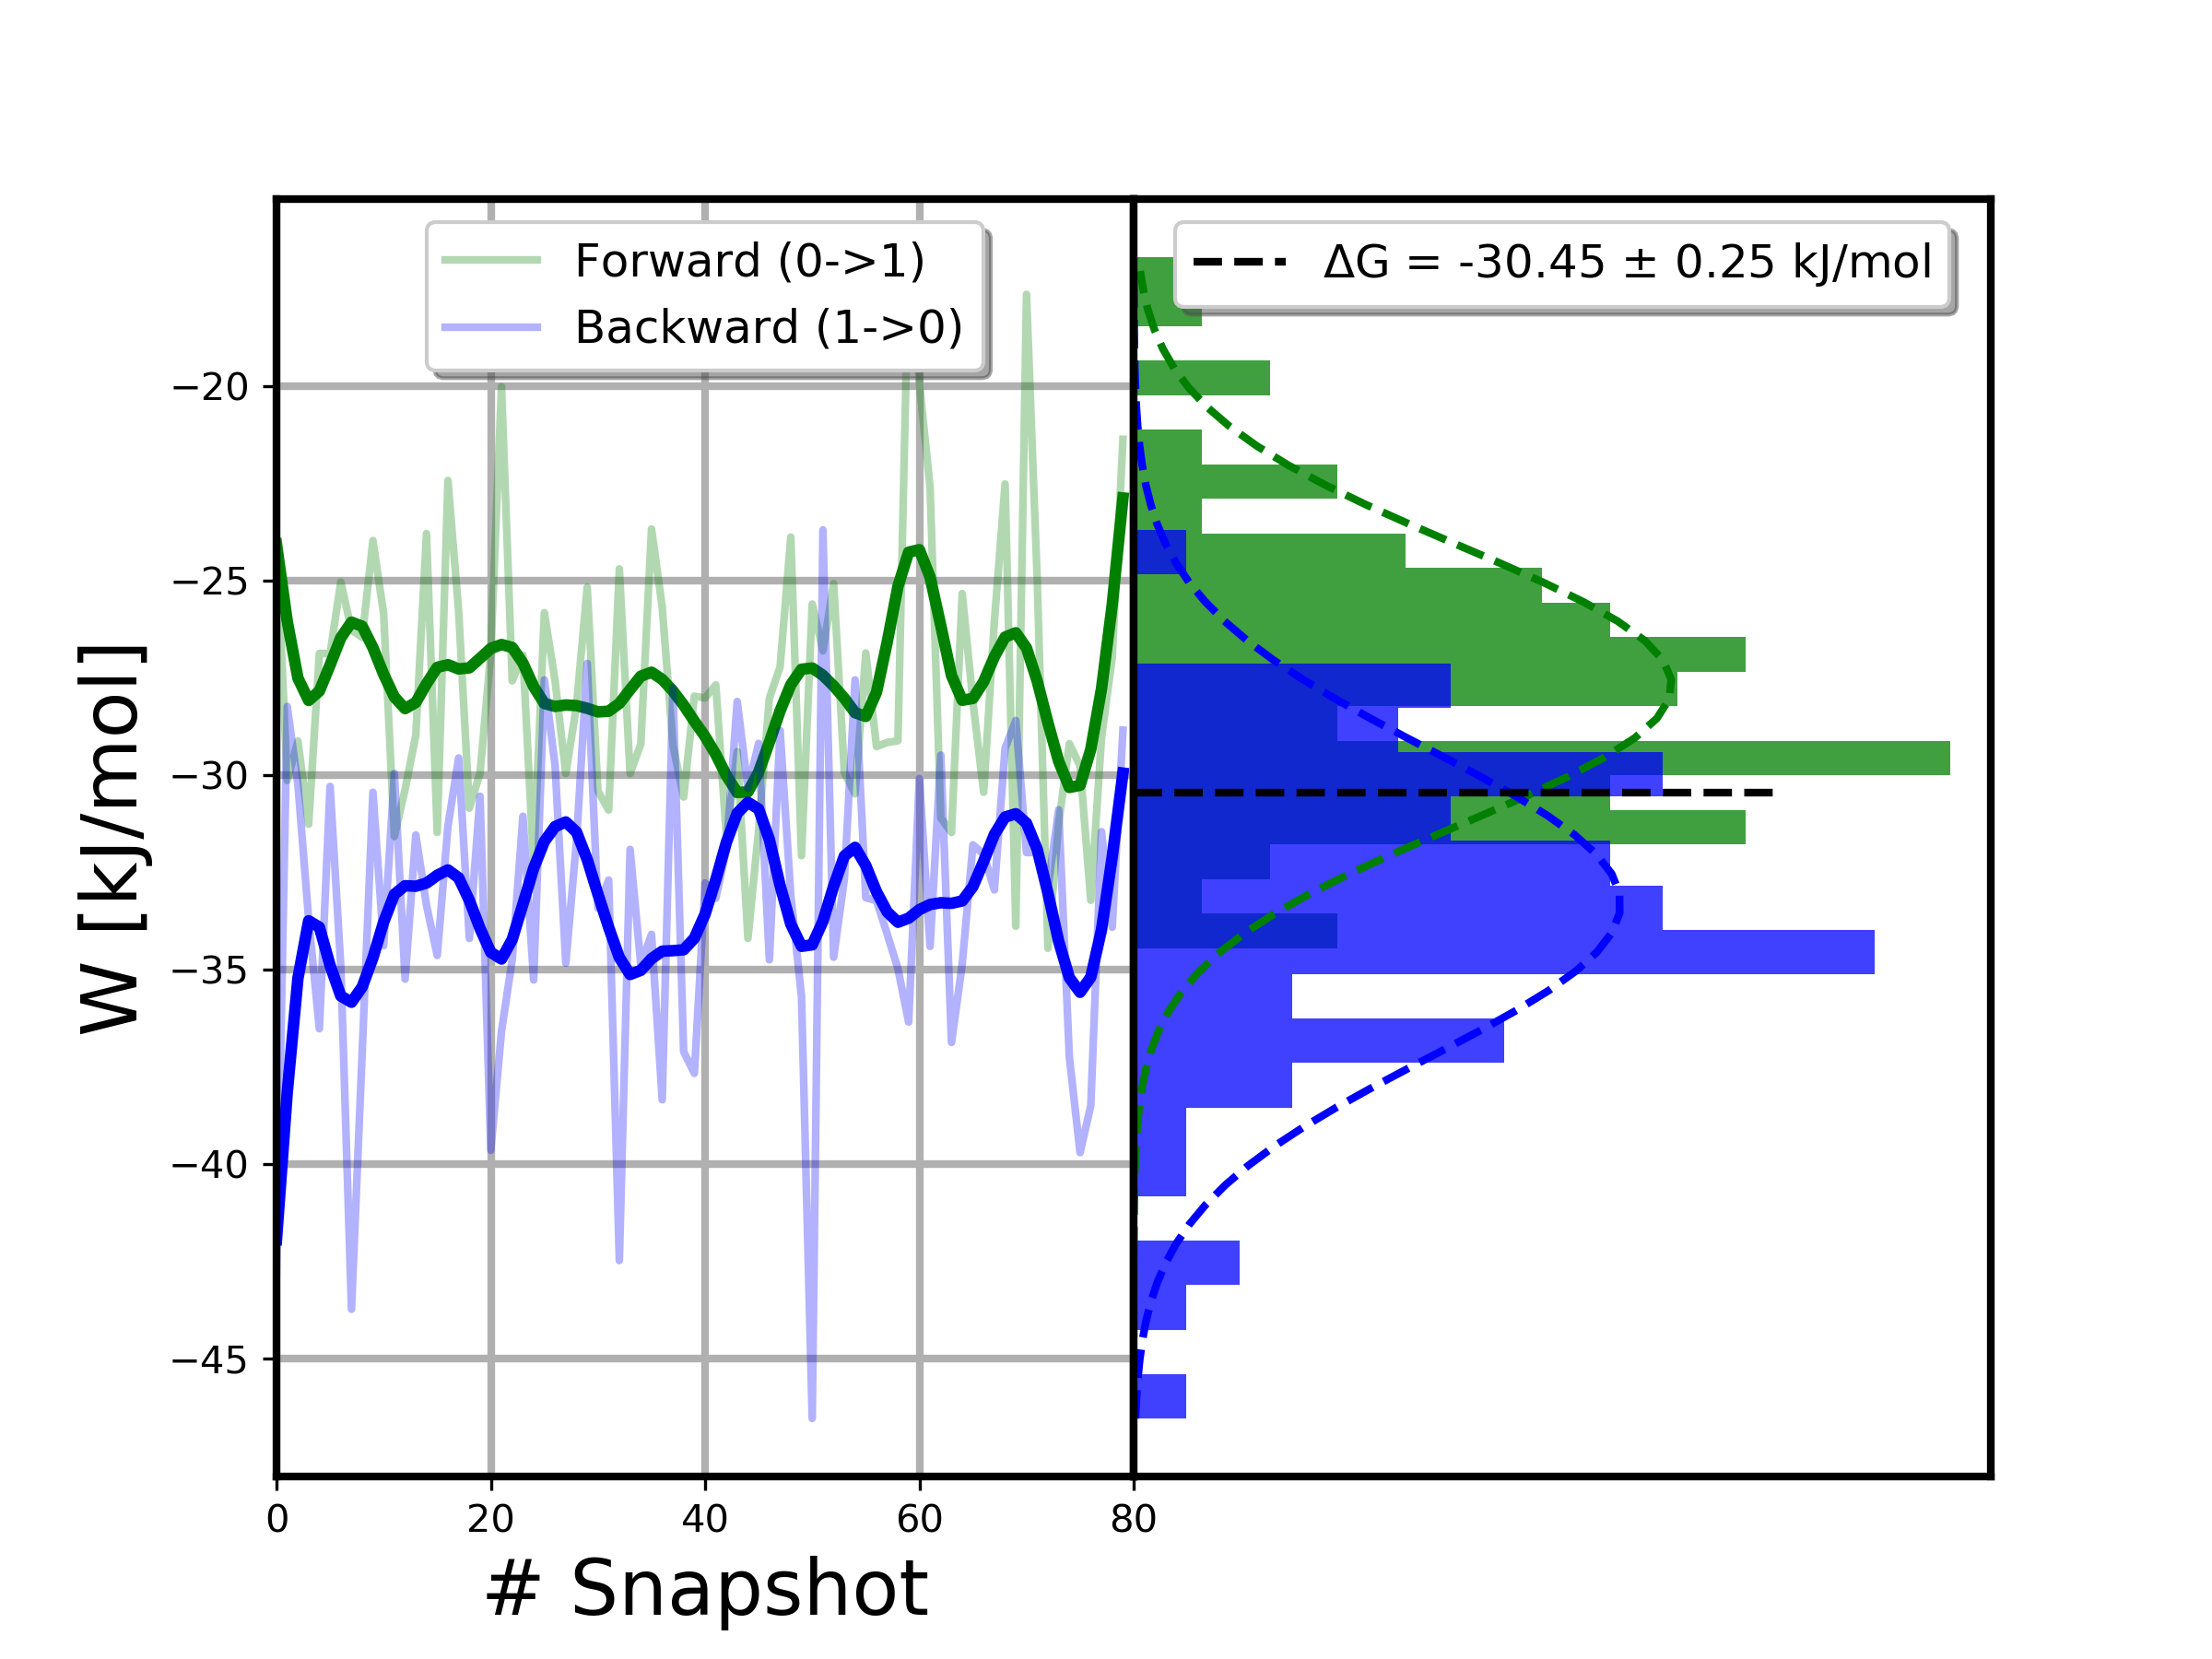 Forward (0->1)
Backward (1->0)
ΔG = -30.45 ± 0.25 kJ/mol
W [kJ/mol]
−20
−25
−30
−35
−40
−45
0 20 40 60 80
# Snapshot